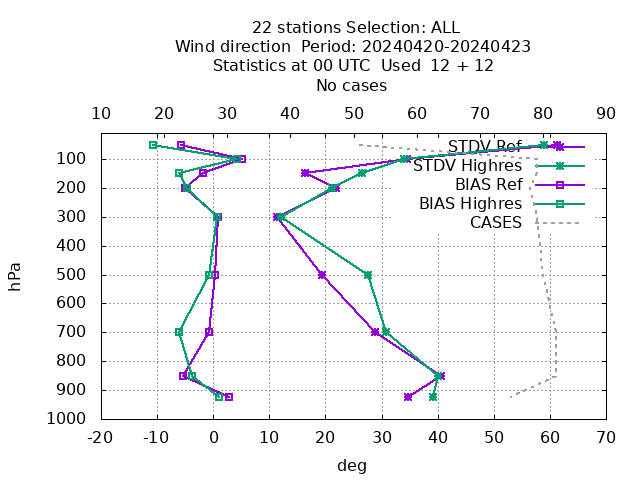 22 stations Selection: ALL
Wind direction  Period: 20240420-20240423
Statistics at 00 UTC  Used  12 + 12
No cases
10 20 30 40 50 60 70 80 90
STDV Ref
STDV Highres
BIAS Ref
BIAS Highres
CASES
hPa
100
200
300
400
500
600
700
800
900
1000
-20 -10 0 10 20 30 40 50 60 70
deg